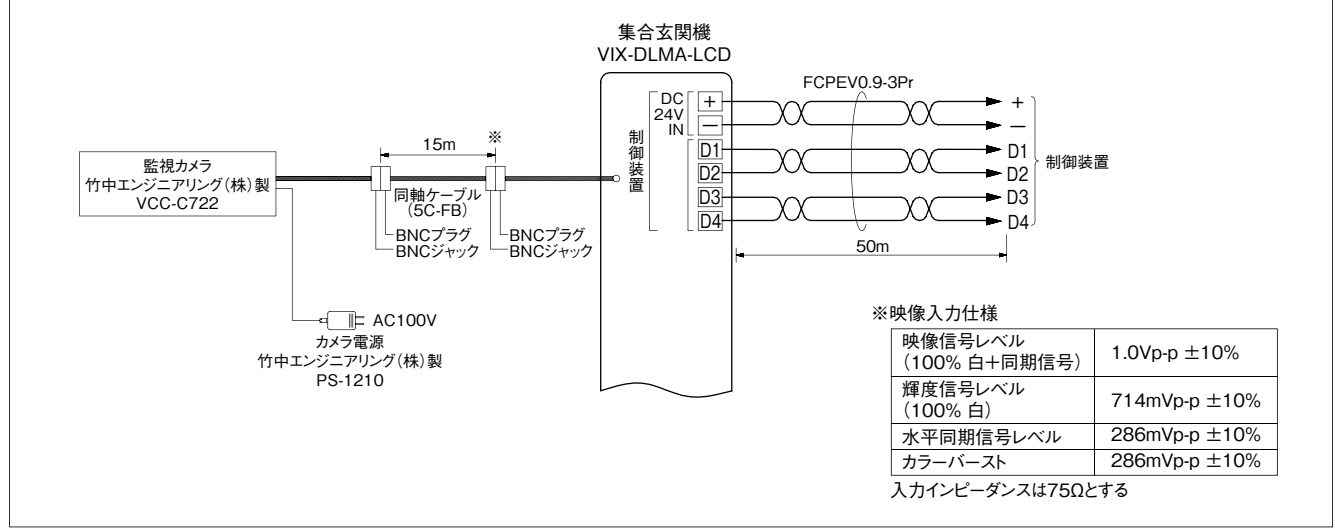 集合玄関機
VIX-DLMA-LCD
FCPEV0.9-3Pr
DC
24V
IN
+
—
D1
D2
D3
D4
制御装置
+
—
D1
D2
D3
D4
制御装置
50m
15m
※
監視カメラ
竹中エンジニアリング(株)製
VCC-C722
同軸ケーブル
(5C-FB)
BNCプラグ
BNCジャック
BNCプラグ
BNCジャック
AC100V
カメラ電源
竹中エンジニアリング(株)製
PS-1210
※映像入力仕様
映像信号レベル
(100% 白+同期信号)
1.0Vp-p ±10%
輝度信号レベル
(100% 白)
714mVp-p ±10%
水平同期信号レベル
286mVp-p ±10%
カラーバースト
286mVp-p ±10%
入力インピーダンスは75Ωとする